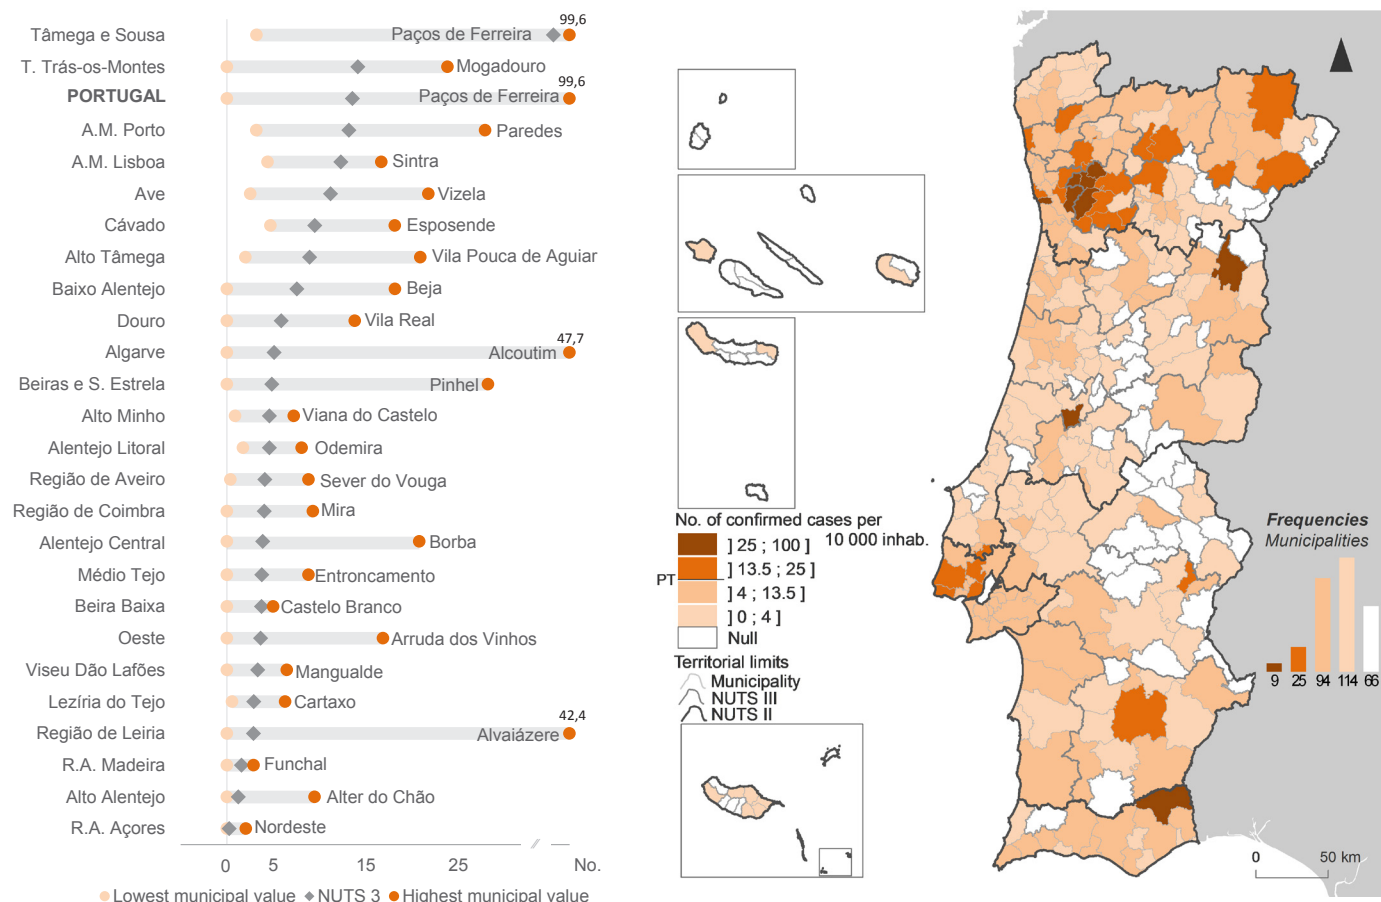 99,6
Tâmega e Sousa
Paços de Ferreira
T. Trás-os-Montes
Mogadouro
99,6
PORTUGAL
Paços de Ferreira
A.M. Porto
Paredes
A.M. Lisboa
Sintra
Ave
Vizela
Cávado
Esposende
Alto Tâmega
Vila Pouca de Aguiar
Baixo Alentejo
Beja
Douro
Vila Real
47,7
Algarve
Alcoutim
Beiras e S. Estrela
Pinhel
Alto Minho
Viana do Castelo
Alentejo Litoral
Odemira
Região de Aveiro
Sever do Vouga
Região de Coimbra
Mira
Alentejo Central
Borba
Médio Tejo
Entroncamento
Beira Baixa
Castelo Branco
Oeste
Arruda dos Vinhos
Viseu Dão Lafões
Mangualde
Lezíria do Tejo
Cartaxo
42,4
Região de Leiria
Alvaiázere
R.A. Madeira
Funchal
Alto Alentejo
Alter do Chão
R.A. Açores
Nordeste
0 5 15 25 // No.
Lowest municipal value NUTS 3 Highest municipal value
No. of confirmed cases per
10 000 inhab.
] 25 ; 100 ]
] 13.5 ; 25 ]
PT
] 4 ; 13.5 ]
] 0 ; 4 ]
Null
Territorial limits
Municipality
NUTS III
NUTS II
Frequencies
Municipalities
9 25 94 114 66
0 50 km